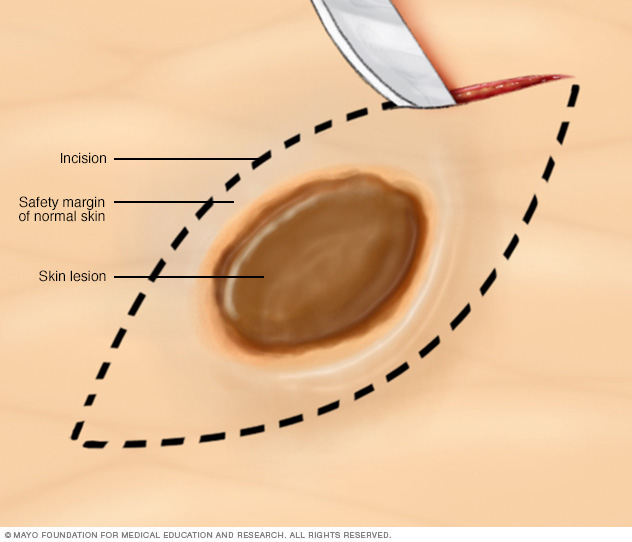 Incision
Safety margin
of normal skin
Skin lesion
© MAYO FOUNDATION FOR MEDICAL EDUCATION AND RESEARCH. ALL RIGHTS RESERVED.